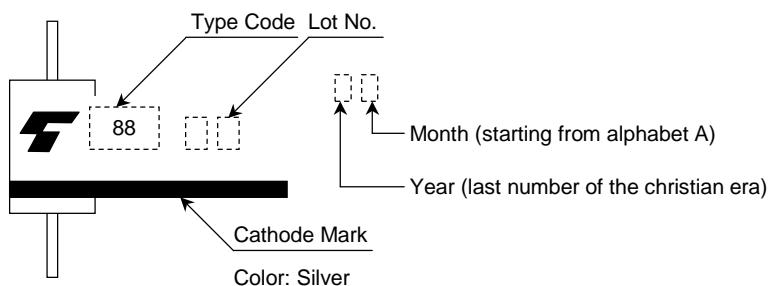 Type Code
Lot No.
88
Month (starting from alphabet A)
Year (last number of the christian era)
Cathode Mark
Color: Silver